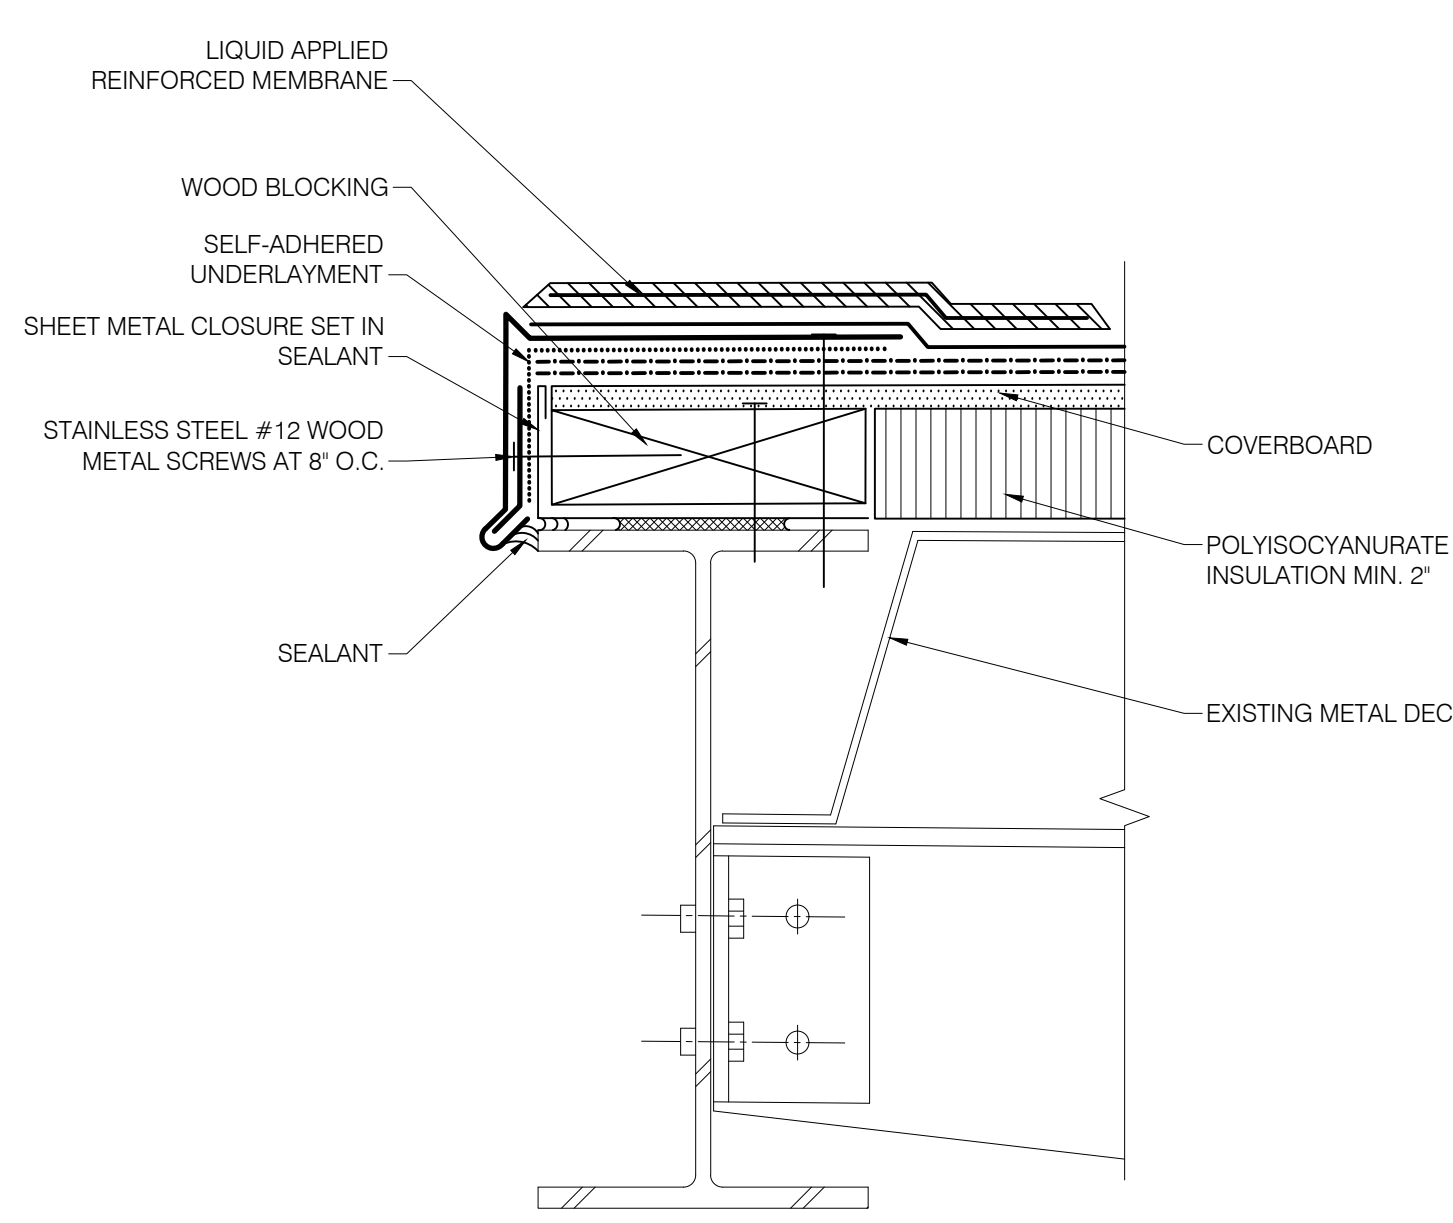 LIQUID APPLIED
REINFORCED MEMBRANE
WOOD BLOCKING
SELF-ADHERED
UNDERLAYMENT
SHEET METAL CLOSURE SET IN
SEALANT
STAINLESS STEEL #12 WOOD
METAL SCREWS AT 8" O.C.
SEALANT
COVERBOARD
POLYISOCYANURATE
INSULATION MIN. 2"
EXISTING METAL DEC